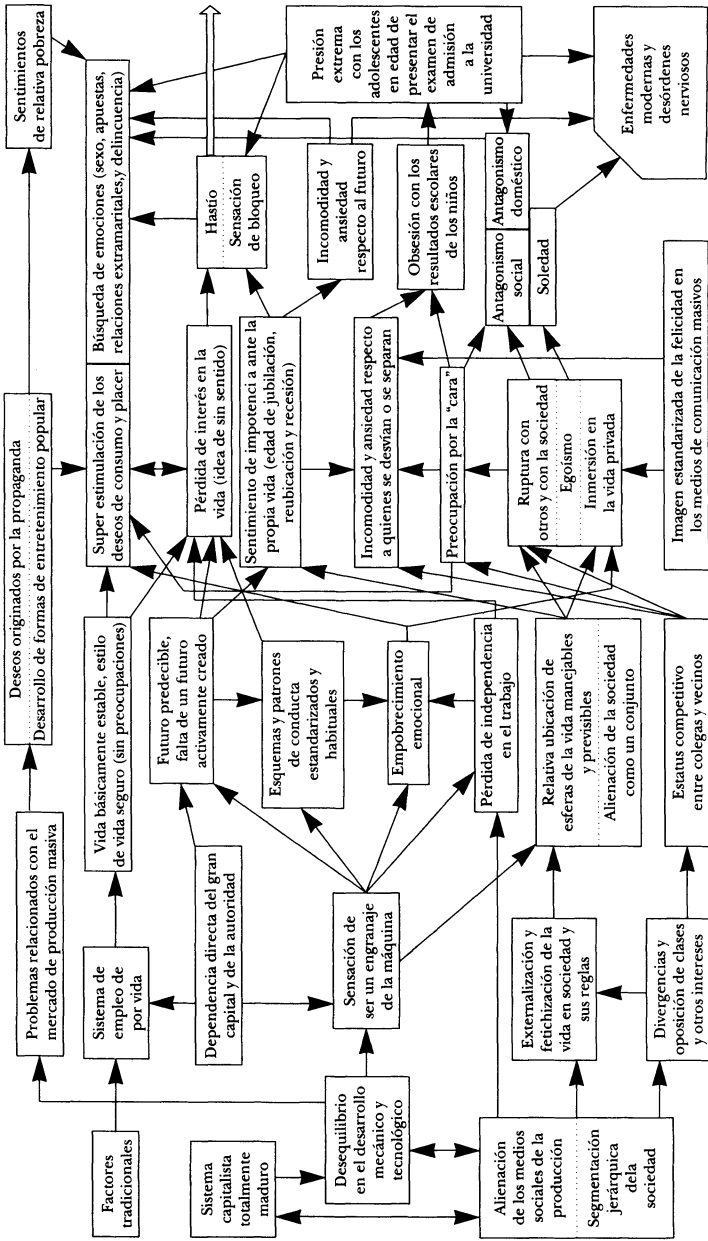 Factores
tradicionales
Sistema
capitalista
totalmente
maduro
Desequilibrio
en el desarrollo
mecánico y
tecnológico
Alienación
de los medios
sociales de la
producción
Segmentación
jerárquica
dela
sociedad
Problemas relacionados con el
mercado de producción masiva
Sistema de
empleo de
por vida
Dependencia directa del gran
capital y de la autoridad
Sensación de
ser un engranaje
de la máquina
Externalización y
fetichización de la
vida en sociedad y
sus reglas
Divergencias y
oposición de clases
y otros intereses
Deseos originados por la propaganda
Desarrollo de formas de entretenimiento popular
Vida básicamente estable, estilo
de vida seguro (sin preocupaciones)
Futuro predecible,
falta de un futuro
activamente creado
Esquemas y patrones
de conducta
estandarizados y
habituales
Empobrecimiento
emocional
Pérdida de independencia
en el trabajo
Relativa ubicación de
esferas de la vida manejables
y previsibles
Alienación de la sociedad
como un conjunto
Estatus competitivo
entre colegas y vecinos
Super estimulación de los
deseos de consumo y placer
Búsqueda de emociones (sexo, apuestas,
relaciones extramaritales,y delincuencia)
Pérdida de interés en la
vida (idea de sin sentido)
Sentimiento de impotenci a ante la
propia vida (edad de jubilación,
reubicación y recesión)
Incomodidad y ansiedad respecto
a quienes se desvían o se separan
Preocupación por la "cara"
Ruptura con
otros y con la sociedad
Egoísmo
Inmersión en
la vida privada
Imagen estandarizada de la felicidad en
los medios de comunicación masivos
Sentimientos
de relativa pobreza
Hastío
Sensación
de bloqueo
Incomodidad y
ansiedad
respecto al futuro
Obsesión con los
resultados escolares
de los niños
Antagonismo
social
Antagonismo
doméstico
Soledad
Presión
extrema
con los
adolescentes
en edad de
presentar el
examen de
admisión
a la
universidad
Enfermedades
modernas y
desórdenes
nerviosos